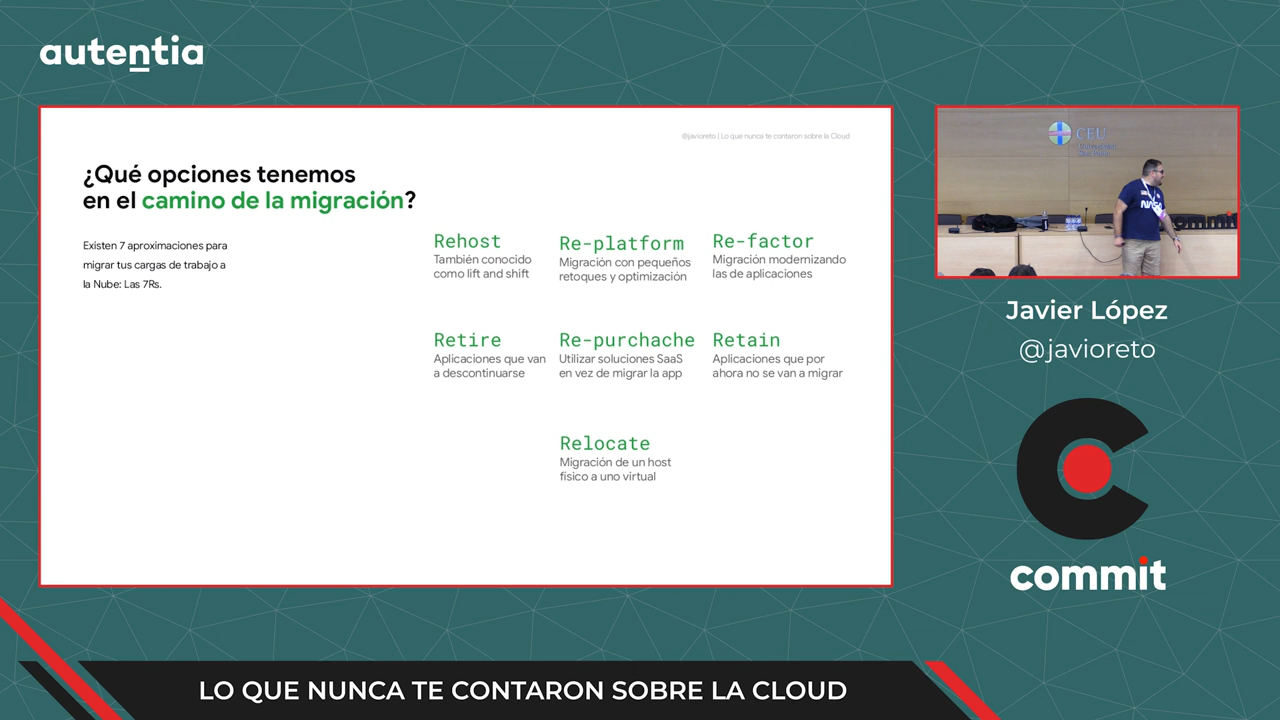 autentia
@javioreto | Lo que nunca te contaron sobre la Cloud
¿Qué opciones tenemos
en el camino de la migración?
Existen 7 aproximaciones para
migrar tus cargas de trabajo a
la Nube: Las 7Rs.
Rehost
También conocido
como lift and shift
Re-platform
Migración con pequeños
retoques y optimización
Re-factor
Migración modernizando
las de aplicaciones
Retire
Aplicaciones que van
a descontinuarse
Re-purchache
Utilizar soluciones SaaS
en vez de migrar la app
Retain
Aplicaciones que por
ahora no se van a migrar
Relocate
Migración de un host
físico a uno virtual
CEU
NASA
Javier López
@javioreto
commit
LO QUE NUNCA TE CONTARON SOBRE LA CLOUD